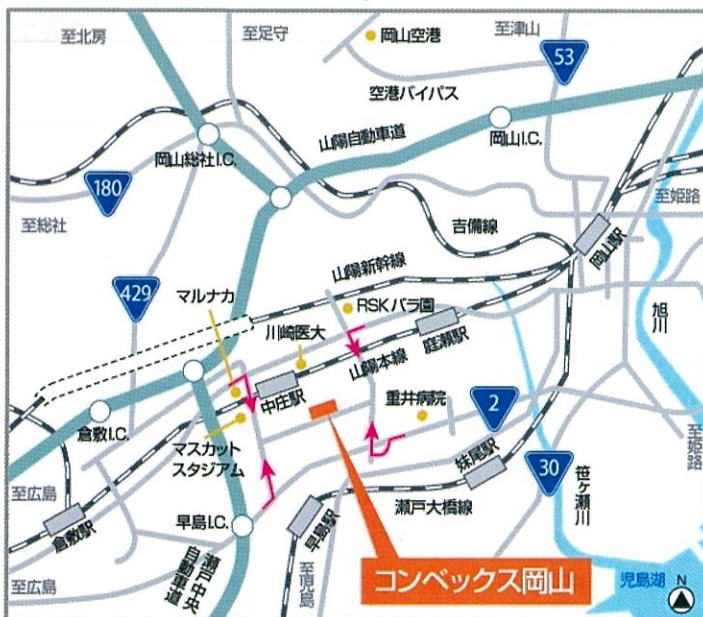 至北房
至足守
岡山空港
至津山
53
空港バイパス
山陽自動車道
岡山I.C.
岡山総社I.C.
180
至総社
吉備線
至姫路
岡山駅
429
山陽新幹線
マルナカ
RSKバラ園
川崎医大
山陽本線
庭瀬駅
旭川
中庄駅
重井病院
2
倉敷I.C.
マスカット
スタジアム
妹尾駅
30
笹ヶ瀬川
至姫路
至広島
倉敷駅
早島I.C.
早島駅
瀬戸大橋線
至広島
瀬戸中央
自動車道
至児島
コンベックス岡山
児島湖
N